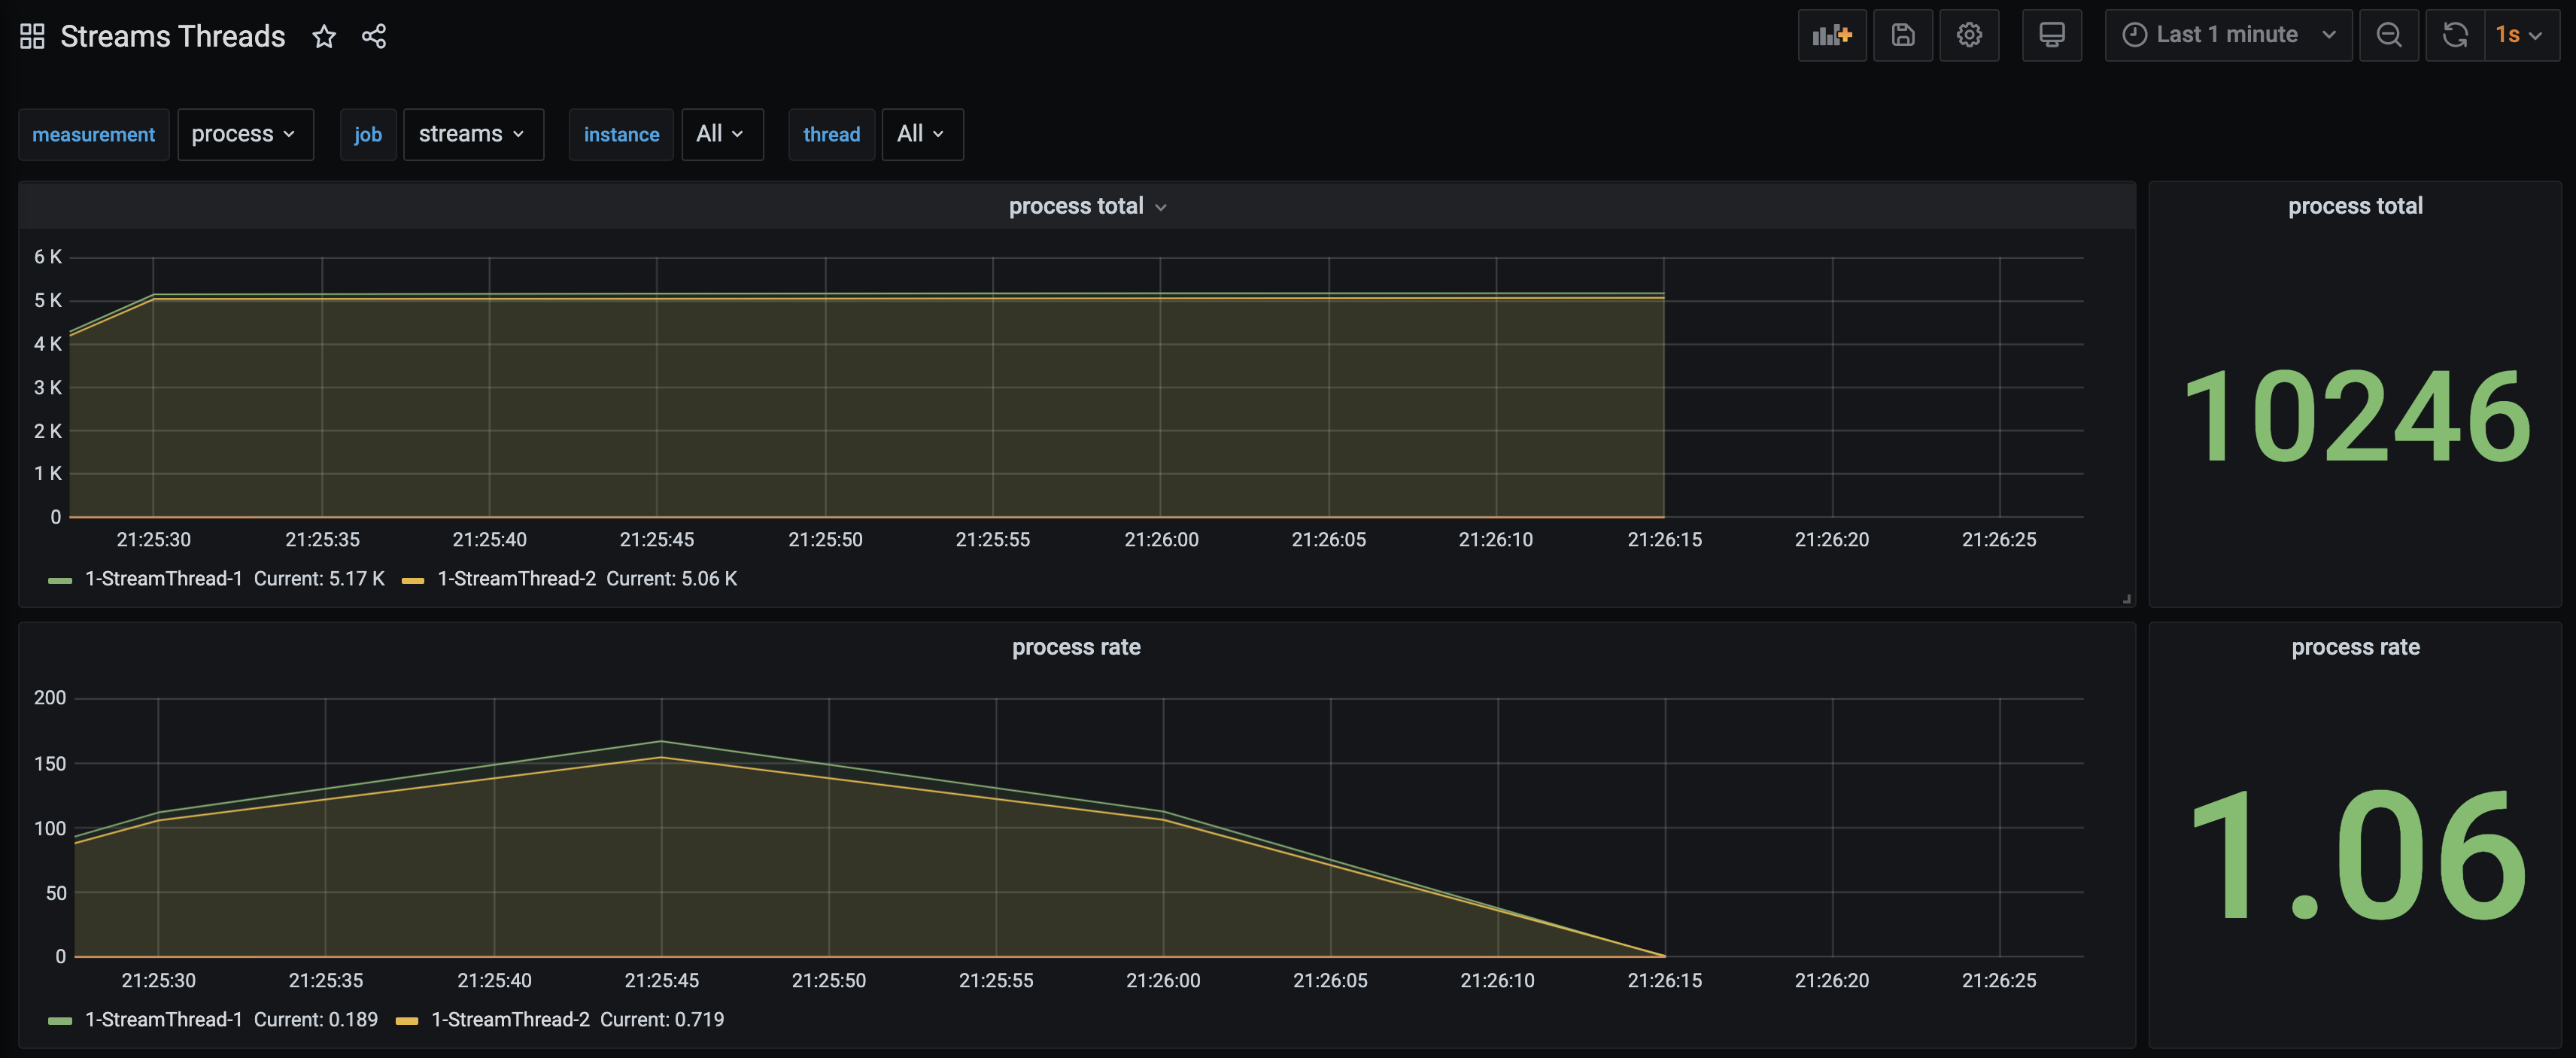 Streams Threads Last 1 minute 1s
measurement process job streams instance All thread All
process total
6 K
5 K
4 K
3 K
2 K
1 K
0
21:25:30 21:25:35 21:25:40 21:25:45 21:25:50 21:25:55 21:26:00 21:26:05 21:26:10 21:26:15 21:26:20 21:26:25
1-StreamThread-1 Current: 5.17 K 1-StreamThread-2 Current: 5.06 K
process total
10246
process rate
200
150
100
50
0
21:25:30 21:25:35 21:25:40 21:25:45 21:25:50 21:25:55 21:26:00 21:26:05 21:26:10 21:26:15 21:26:20 21:26:25
1-StreamThread-1 Current: 0.189 1-StreamThread-2 Current: 0.719
process rate
1.06